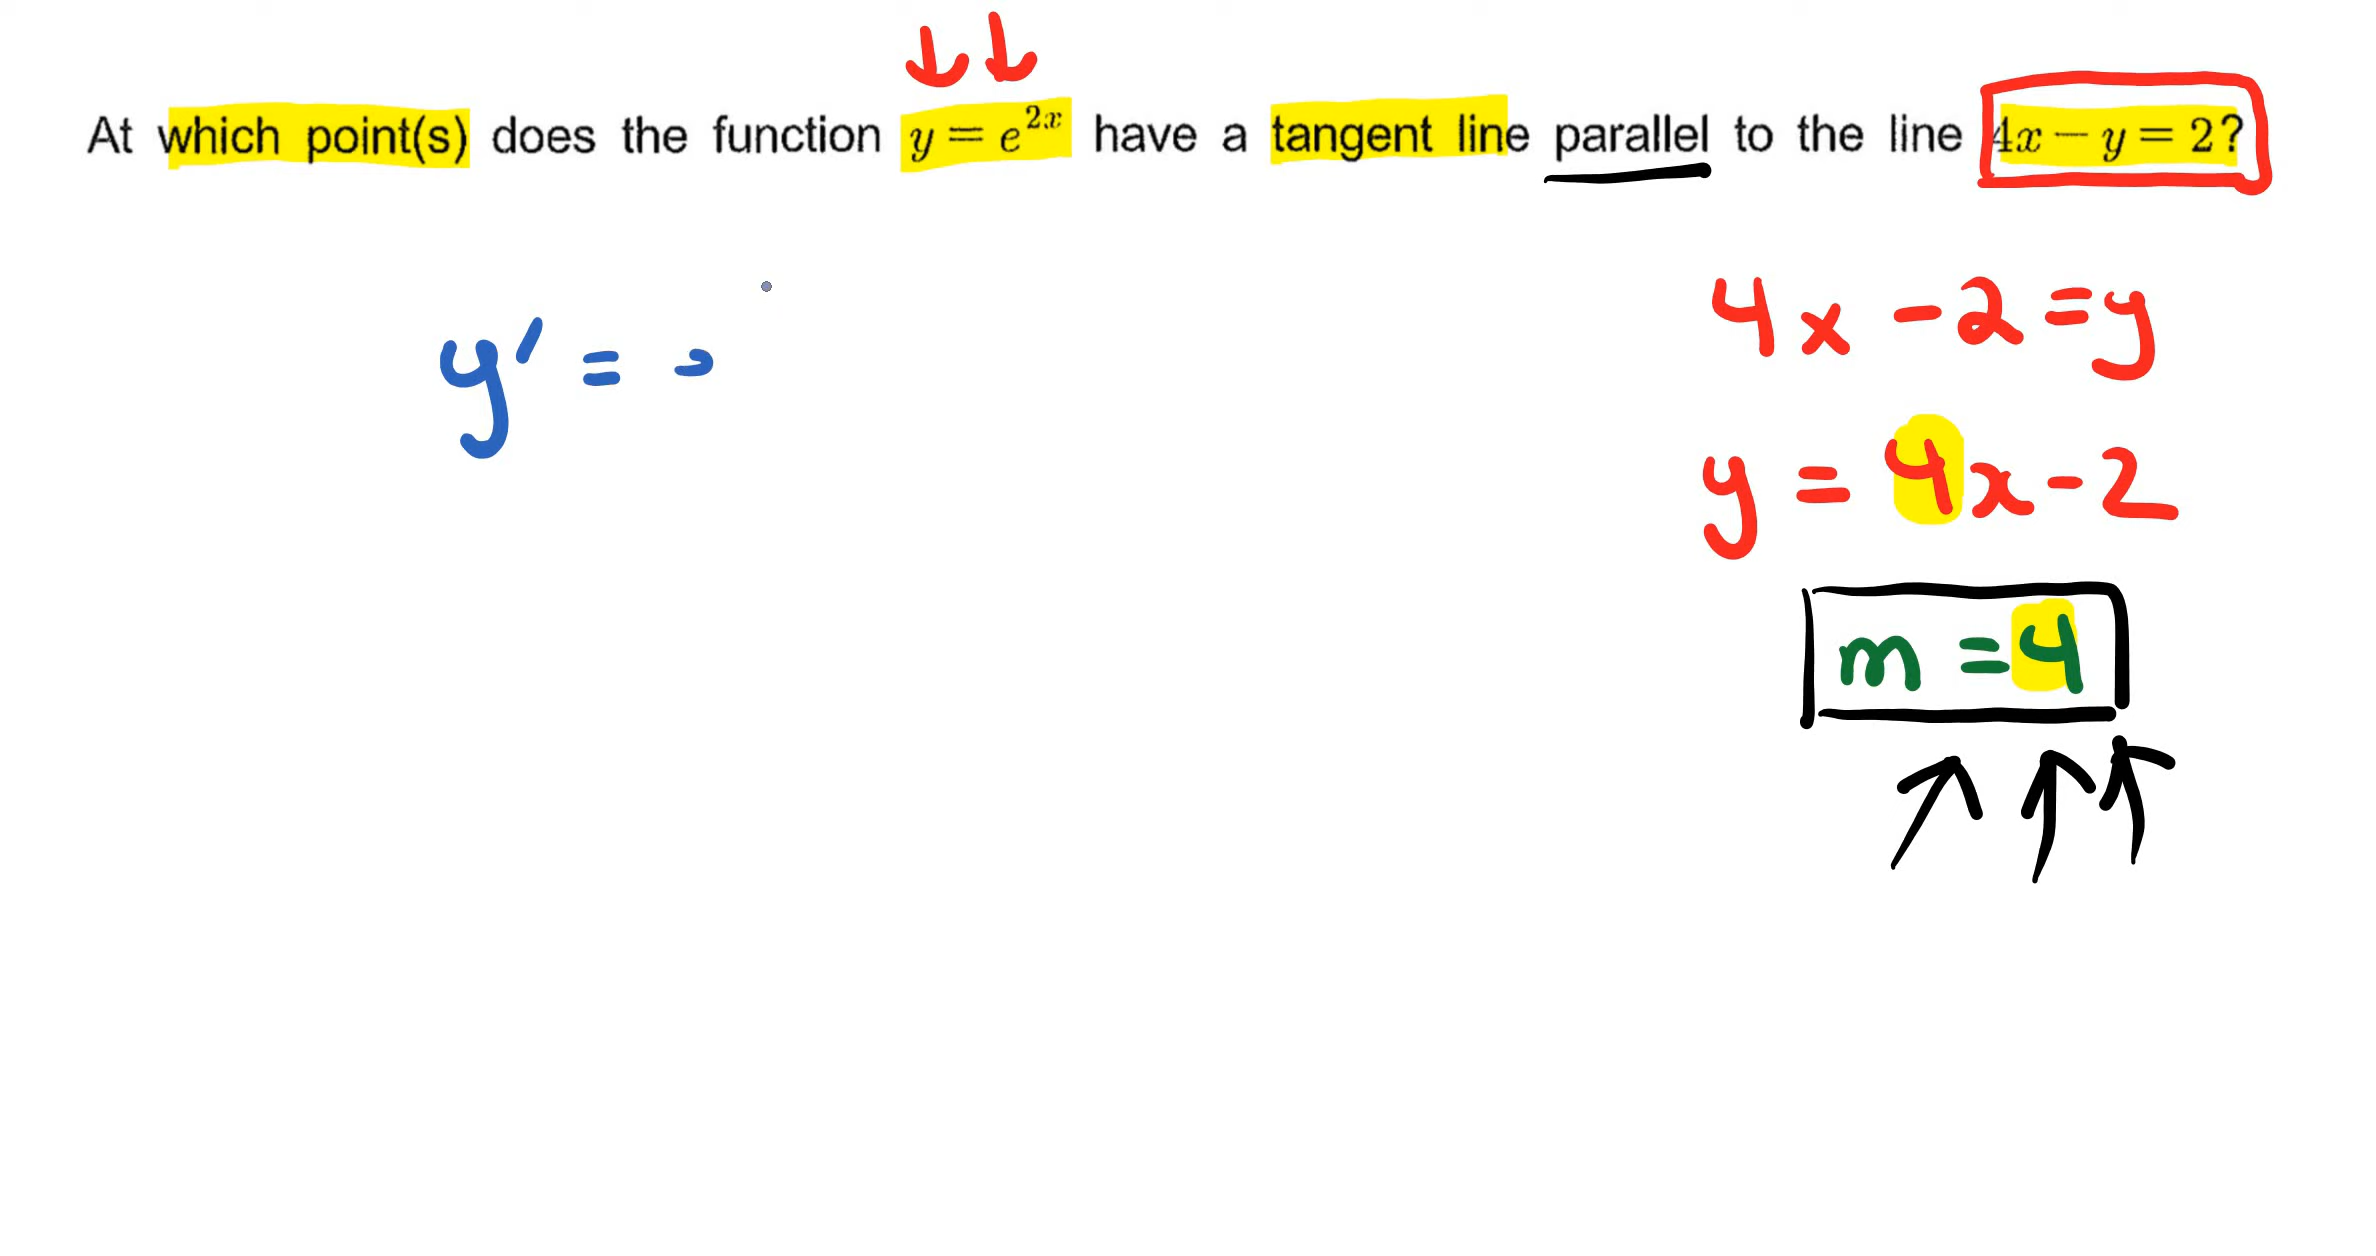 At which point(s) does the function y = e^{2x} have a tangent line parallel to the line 4x − y = 2?
4x - 2 = y
y' =
y = 4x - 2
m = 4